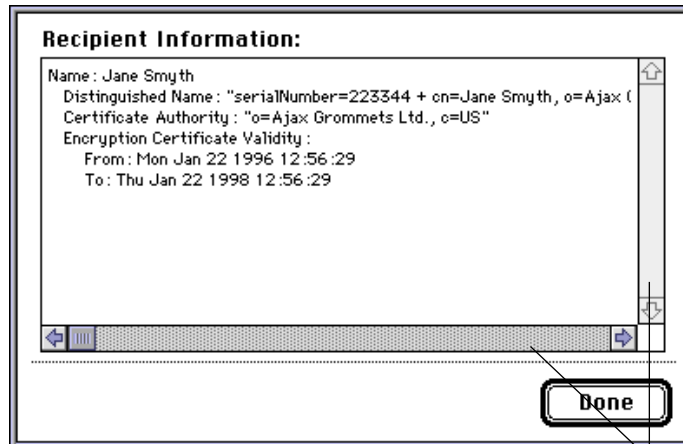 Recipient Information:
Name: Jane Smyth
Distinguished Name: "serialNumber=223344 + cn=Jane Smyth, o=Ajax (
Certificate Authority: "o=Ajax Grommets Ltd., c=US"
Encryption Certificate Validity:
From: Mon Jan 22 1996 12:56:29
To: Thu Jan 22 1998 12:56:29
Done